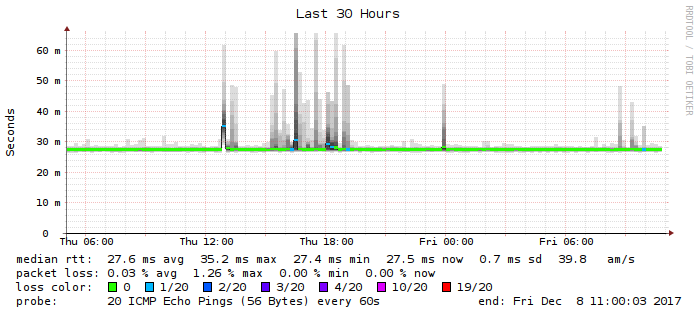 Last 30 Hours
RRDTOOL / TOBI OETIKER
Seconds
60 m
50 m
40 m
30 m
20 m
10 m
0
Thu 06:00 Thu 12:00 Thu 18:00 Fri 00:00 Fri 06:00
median rtt: 27.6 ms avg 35.2 ms max 27.4 ms min 27.5 ms now 0.7 ms sd 39.8 am/s
packet loss: 0.03 % avg 1.26 % max 0.00 % min 0.00 % now
loss color: 0 1/20 2/20 3/20 4/20 10/20 19/20
probe: 20 ICMP Echo Pings (56 Bytes) every 60s end: Fri Dec 8 11:00:03 2017